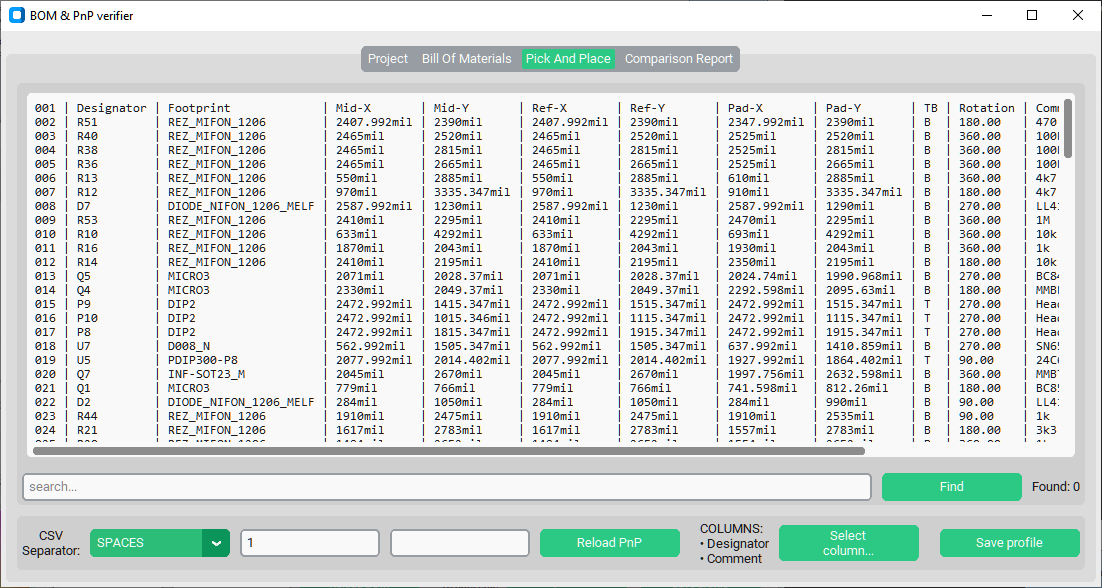 BOM & PnP verifier
Project Bill Of Materials Pick And Place Comparison Report
001 | Designator | Footprint | Mid-X | Mid-Y | Ref-X | Ref-Y | Pad-X | Pad-Y | TB | Rotation |
002 | R51 | REZ_MIFON_1206 | 2407.992mil | 2390mil | 2407.992mil | 2390mil | 2347.992mil | 2390mil | B | 180.00 | 470
003 | R40 | REZ_MIFON_1206 | 2465mil | 2520mil | 2465mil | 2520mil | 2525mil | 2520mil | B | 360.00 |
004 | R38 | REZ_MIFON_1206 | 2465mil | 2815mil | 2465mil | 2815mil | 2525mil | 2815mil | B | 360.00 |
005 | R36 | REZ_MIFON_1206 | 2465mil | 2665mil | 2465mil | 2665mil | 2525mil | 2665mil | B | 360.00 |
006 | R13 | REZ_MIFON_1206 | 550mil | 2885mil | 550mil | 2885mil | 610mil | 2885mil | B | 360.00 | 4k7
007 | R12 | REZ_MIFON_1206 | 970mil | 3335.347mil | 970mil | 3335.347mil | 910mil | 3335.347mil | B | 180.00 | 4k7
008 | D7 | DIODE_NIFON_1206_MELF | 2587.992mil | 1230mil | 2587.992mil | 1230mil | 2587.992mil | 1290mil | B | 270.00 |
009 | R53 | REZ_MIFON_1206 | 2410mil | 2295mil | 2410mil | 2295mil | 2470mil | 2295mil | B | 360.00 | 1M
010 | R10 | REZ_MIFON_1206 | 633mil | 4292mil | 633mil | 4292mil | 693mil | 4292mil | B | 360.00 | 10k
011 | R16 | REZ_MIFON_1206 | 1870mil | 2043mil | 1870mil | 2043mil | 1930mil | 2043mil | B | 360.00 | 1k
012 | R14 | REZ_MIFON_1206 | 2410mil | 2195mil | 2410mil | 2195mil | 2350mil | 2195mil | B | 180.00 | 10k
013 | Q5 | MICRO3 | 2071mil | 2028.37mil | 2071mil | 2028.37mil | 2024.74mil | 1990.968mil | B | 270.00 |
014 | Q4 | MICRO3 | 2330mil | 2049.37mil | 2330mil | 2049.37mil | 2292.598mil | 2095.63mil | B | 180.00 |
015 | P9 | DIP2 | 2472.992mil | 1415.347mil | 2472.992mil | 1515.347mil | 2472.992mil | 1515.347mil | T | 270.00 |
016 | P10 | DIP2 | 2472.992mil | 1015.346mil | 2472.992mil | 1115.347mil | 2472.992mil | 1115.347mil | T | 270.00 |
017 | P8 | DIP2 | 2472.992mil | 1815.347mil | 2472.992mil | 1915.347mil | 2472.992mil | 1915.347mil | T | 270.00 |
018 | U7 | D008_N | 562.992mil | 1505.347mil | 562.992mil | 1505.347mil | 637.992mil | 1410.859mil | B | 270.00 |
019 | U5 | PDIP300-P8 | 2077.992mil | 2014.402mil | 2077.992mil | 2014.402mil | 1927.992mil | 1864.402mil | T | 90.00 |
020 | Q7 | INF-SOT23_M | 2045mil | 2670mil | 2045mil | 2670mil | 1997.756mil | 2632.598mil | B | 360.00 |
021 | Q1 | MICRO3 | 779mil | 766mil | 779mil | 766mil | 741.598mil | 812.26mil | B | 180.00 |
022 | D2 | DIODE_NIFON_1206_MELF | 284mil | 1050mil | 284mil | 1050mil | 284mil | 990mil | B | 90.00 |
023 | R44 | REZ_MIFON_1206 | 1910mil | 2475mil | 1910mil | 2475mil | 1910mil | 2535mil | B | 90.00 | 1k
024 | R21 | REZ_MIFON_1206 | 1617mil | 2783mil | 1617mil | 2783mil | 1557mil | 2783mil | B | 180.00 | 3k3
search...
Find
Found: 0
CSV
Separator:
SPACES
1
Reload PnP
COLUMNS:
• Designator
• Comment
Select
column...
Save profile